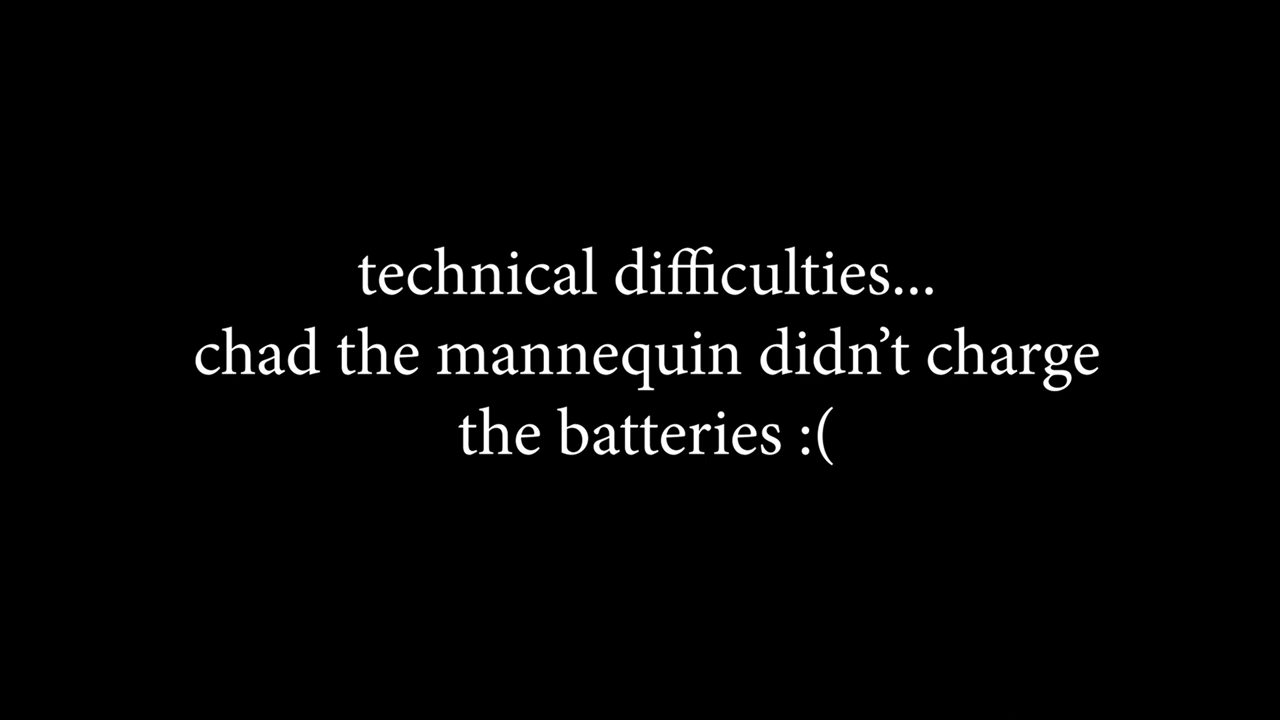 technical difficulties...
chad the mannequin didn’t charge
the batteries :(